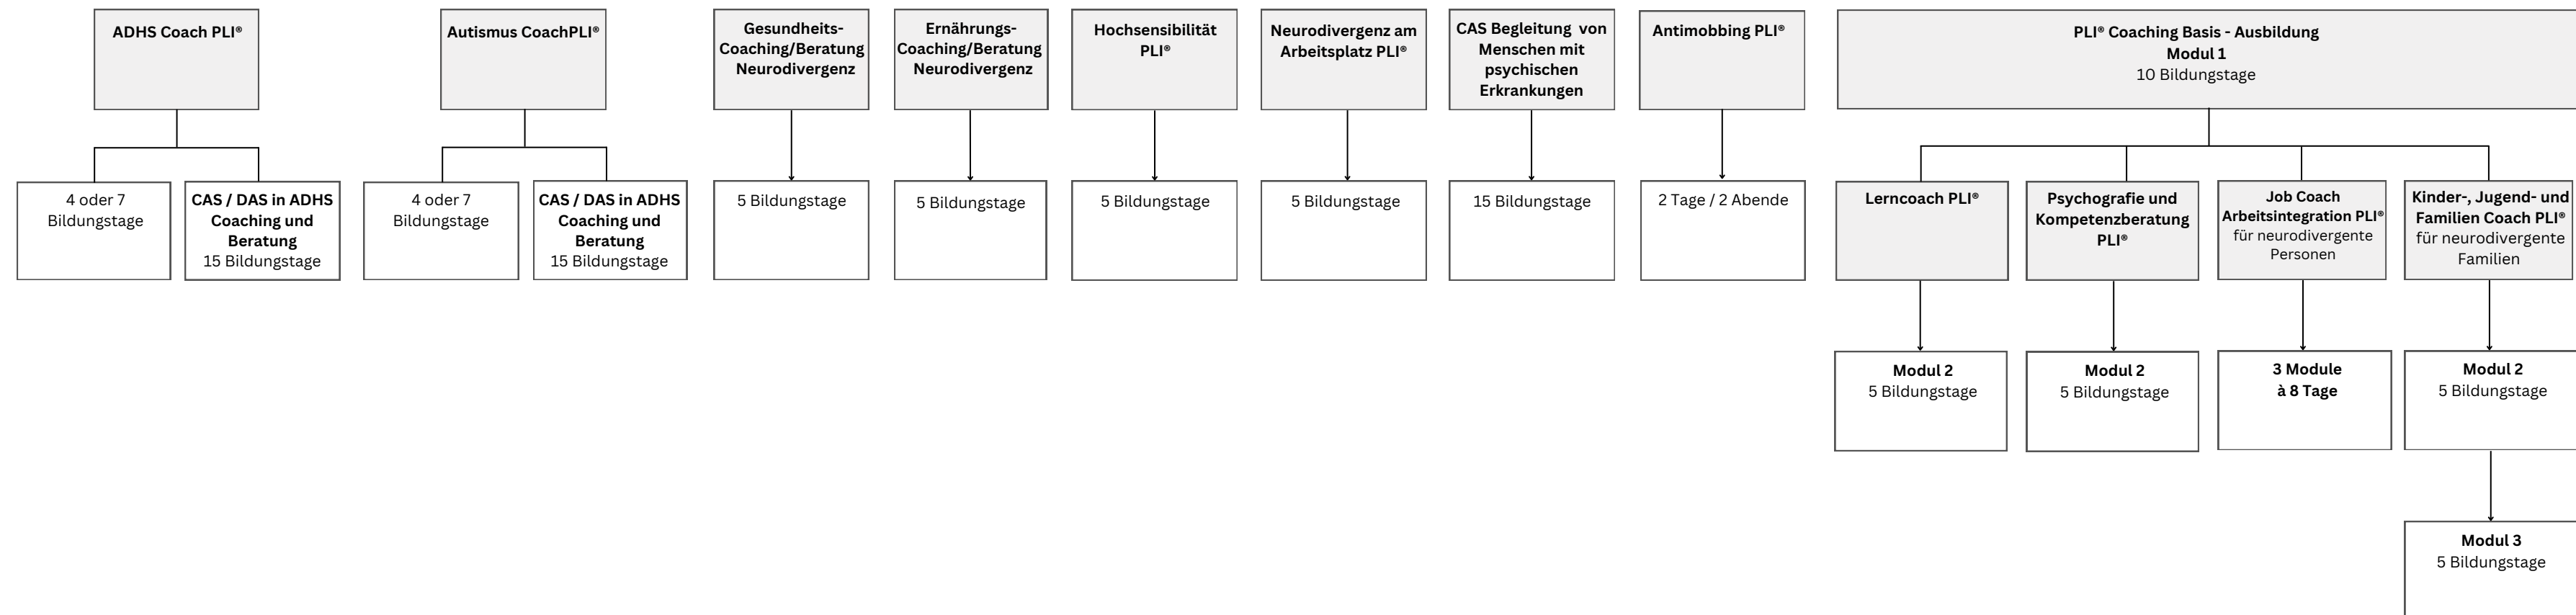 ADHS Coach PLI®
Autismus CoachPLI®
Gesundheits-
Coaching/Beratung
Neurodivergenz
Ernährungs-
Coaching/Beratung
Neurodivergenz
Hochsensibilität
PLI®
Neurodivergenz am
Arbeitsplatz PLI®
CAS Begleitung von
Menschen mit
psychischen
Erkrankungen
Antimobbing PLI®
PLI® Coaching Basis - Ausbildung
Modul 1
10 Bildungstage
4 oder 7
Bildungstage
CAS / DAS in ADHS
Coaching und
Beratung
15 Bildungstage
4 oder 7
Bildungstage
CAS / DAS in ADHS
Coaching und
Beratung
15 Bildungstage
5 Bildungstage
5 Bildungstage
5 Bildungstage
5 Bildungstage
15 Bildungstage
2 Tage / 2 Abende
Lerncoach PLI®
Psychografie und
Kompetenzberatung
PLI®
Job Coach
Arbeitsintegration PLI®
für neurodivergente
Personen
Kinder-, Jugend- und
Familien Coach PLI®
für neurodivergente
Familien
Modul 2
5 Bildungstage
Modul 2
5 Bildungstage
3 Module
à 8 Tage
Modul 2
5 Bildungstage
Modul 3
5 Bildungstage